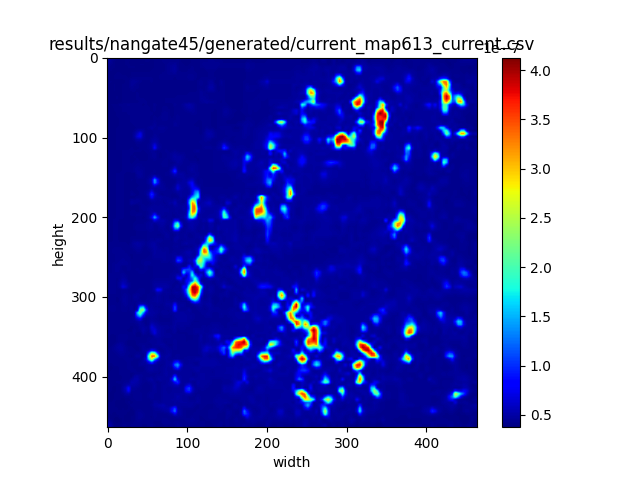 results/nangate45/generated/current_map613_current.csv
1e−7
0
100
200
300
400
height
0 100 200 300 400
width
4.0
3.5
3.0
2.5
2.0
1.5
1.0
0.5